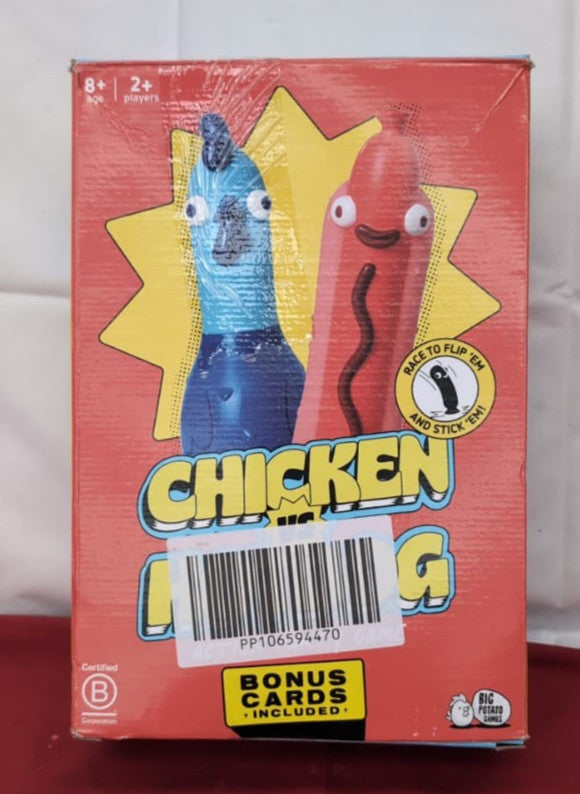 8+ 2+
age players
RACE TO FLIP 'EM
AND STICK 'EM!
CHICKEN
VS
PP106594470
BONUS
CARDS
• INCLUDED •
Certified
B
Corporation
BIG
POTATO
GAMES